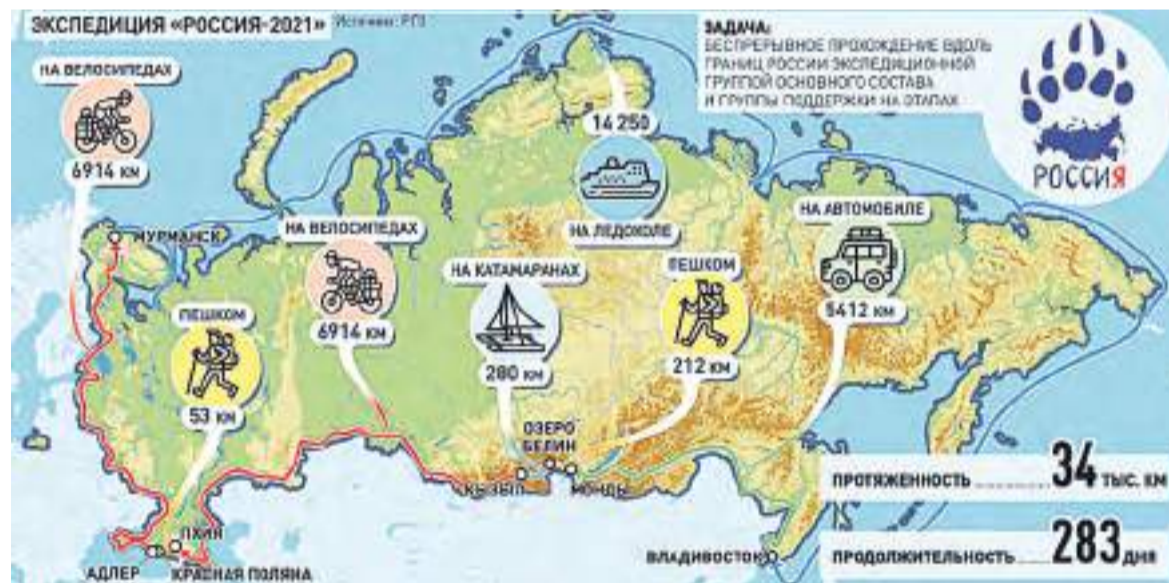 ЭКСПЕДИЦИЯ «РОССИЯ-2021»
Источник: РГО
ЗАДАЧА:
БЕСПРЕРЫВНОЕ ПРОХОЖДЕНИЕ ВДОЛЬ
ГРАНИЦ РОССИИ ЭКСПЕДИЦИОННОЙ
ГРУППОЙ ОСНОВНОГО СОСТАВА
И ГРУППЫ ПОДДЕРЖКИ НА ЭТАПАХ
РОССИЯ
НА ВЕЛОСИПЕДАХ
6914 КМ
МУРМАНСК
ПЕШКОМ
53 КМ
НА ВЕЛОСИПЕДАХ
6914 КМ
НА КАТАМАРАНАХ
280 КМ
14 250
НА ЛЕДОКОЛЕ
ПЕШКОМ
212 КМ
НА АВТОМОБИЛЕ
5412 КМ
ОЗЕРО
БЕЛИН
КЫЗЫЛ
МОНДЫ
ПХИЯ
АДЛЕР
КРАСНАЯ ПОЛЯНА
ВЛАДИВОСТОК
ПРОТЯЖЕННОСТЬ ........ 34 ТЫС. КМ
ПРОДОЛЖИТЕЛЬНОСТЬ .... 283 ДНЯ